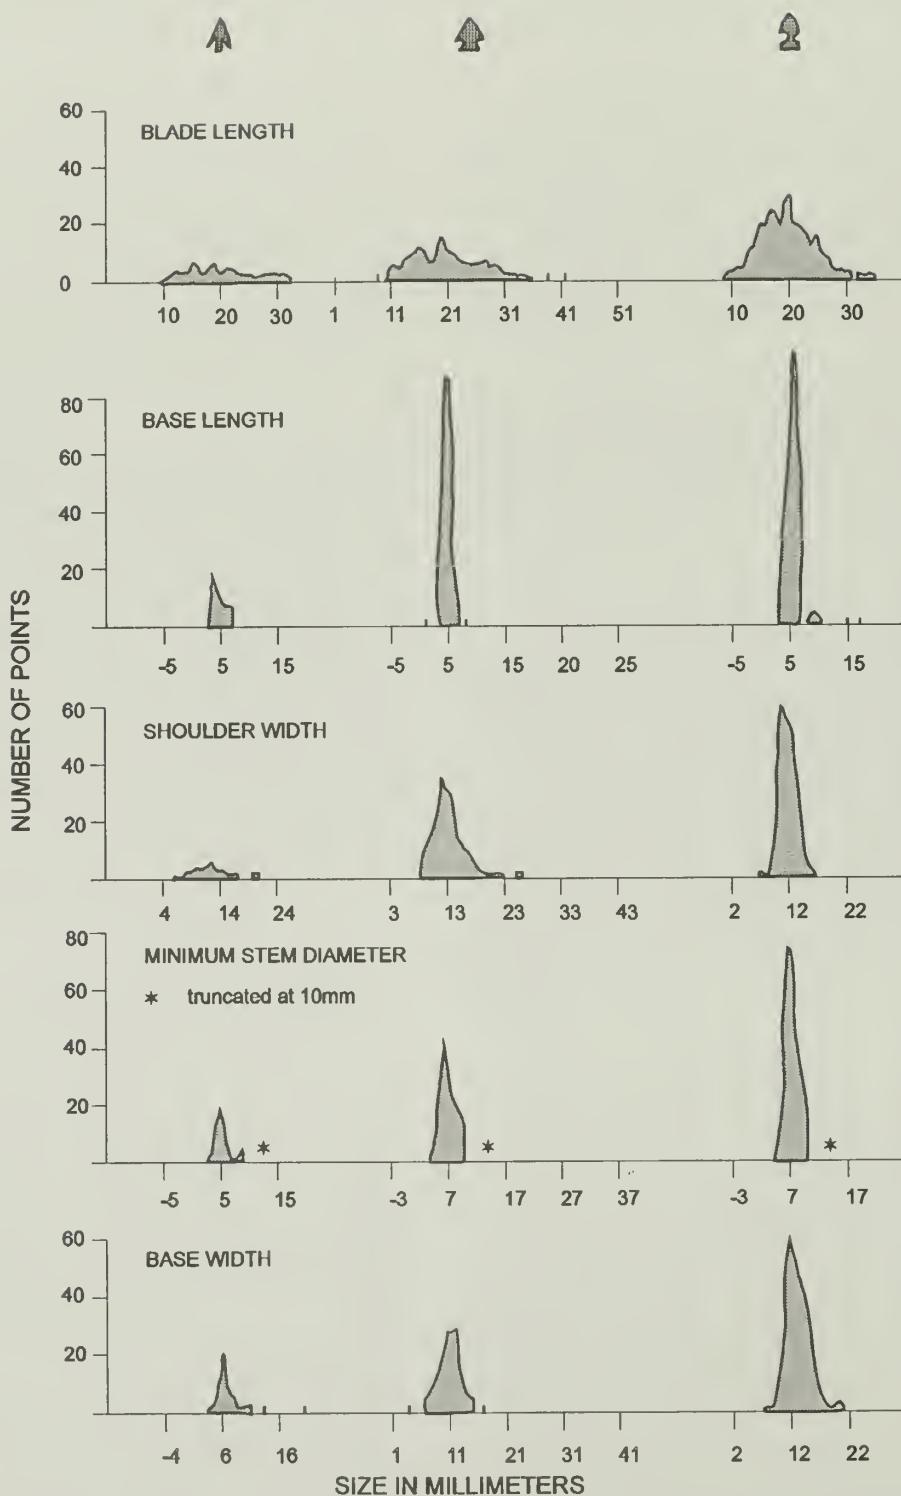 60
BLADE LENGTH
40
20
0
10 20 30 1 11 21 31 41 51 10 20 30
80
BASE LENGTH
60
40
20
-5 5 15 -5 5 15 20 25 -5 5 15
NUMBER OF POINTS
60
SHOULDER WIDTH
40
20
4 14 24 3 13 23 33 43 2 12 22
80
MINIMUM STEM DIAMETER
60
* truncated at 10mm
40
20
* * *
-5 5 15 -3 7 17 27 37 -3 7 17
60
BASE WIDTH
40
20
-4 6 16 1 11 21 31 41 2 12 22
SIZE IN MILLIMETERS